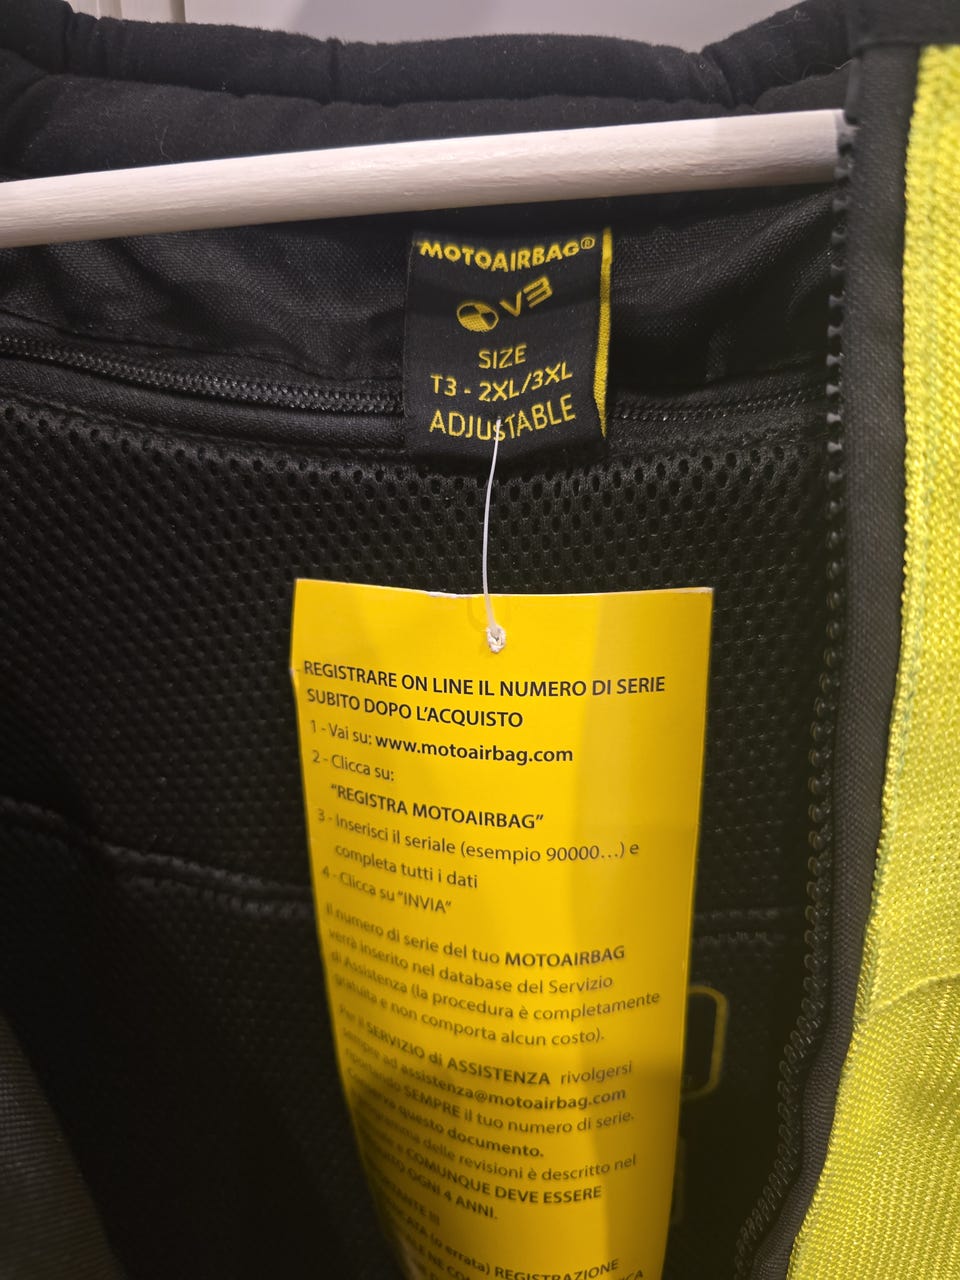 MOTOAIRBAG®
V3
SIZE
T3 - 2XL/3XL
ADJUSTABLE
REGISTRARE ON LINE IL NUMERO DI SERIE
SUBITO DOPO L'ACQUISTO
1 - Vai su: www.motoairbag.com
2 - Clicca su:
"REGISTRA MOTOAIRBAG"
3 - Inserisci il seriale (esempio 90000...) e
completa tutti i dati
4 - Clicca su "INVIA"
Il numero di serie del tuo MOTOAIRBAG
verrà inserito nel database del Servizio
di Assistenza (la procedura è completamente
gratuita e non comporta alcun costo).
Per il SERVIZIO di ASSISTENZA rivolgersi
sempre ad assistenza@motoairbag.com
riportando SEMPRE il tuo numero di serie.
questo documento.
delle revisioni è descritto nel
e COMUNQUE DEVE ESSERE
OGNI 4 ANNI.
(o errata) REGISTRAZIONE
NE